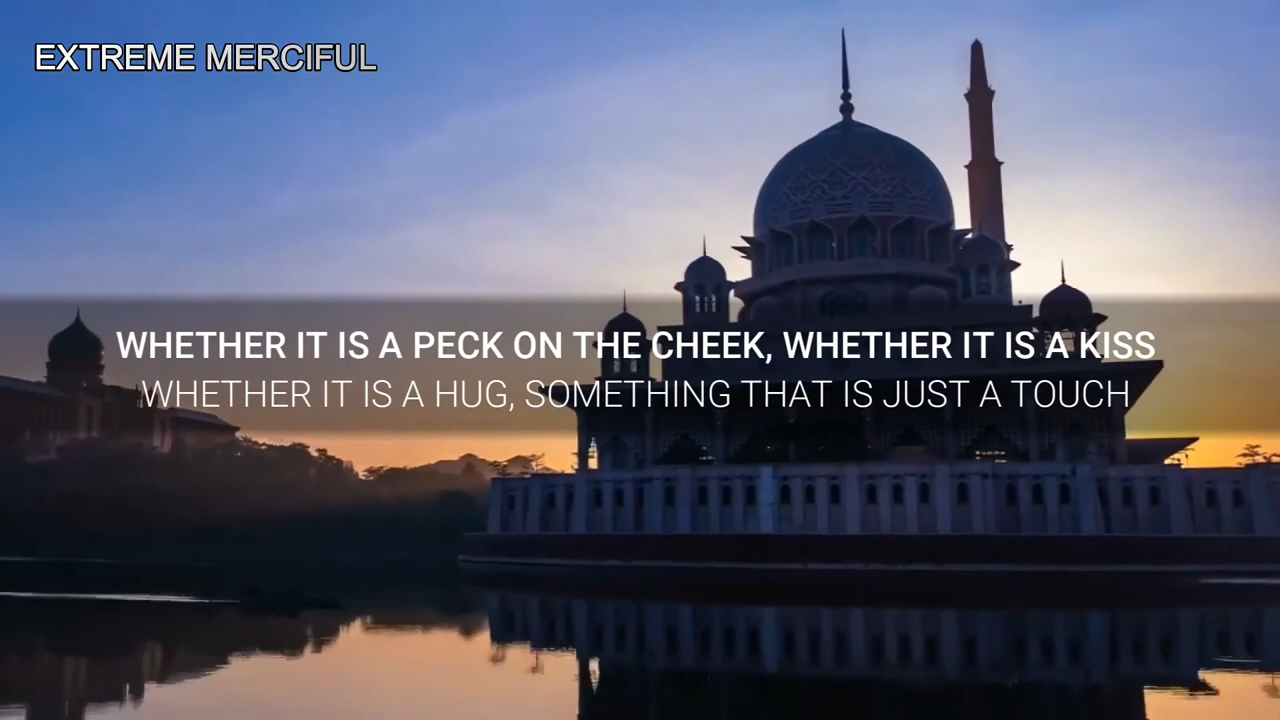 EXTREME MERCIFUL
WHETHER IT IS A PECK ON THE CHEEK, WHETHER IT IS A KISS
WHETHER IT IS A HUG, SOMETHING THAT IS JUST A TOUCH